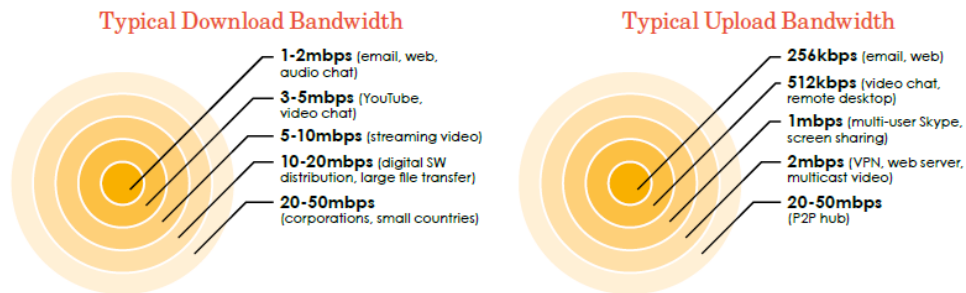 Typical Download Bandwidth
1-2mbps (email, web,
audio chat)
3-5mbps (YouTube,
video chat)
5-10mbps (streaming video)
10-20mbps (digital SW
distribution, large file transfer)
20-50mbps
(corporations, small countries)
Typical Upload Bandwidth
256kbps (email, web)
512kbps (video chat,
remote desktop)
1mbps (multi-user Skype,
screen sharing)
2mbps (VPN, web server,
multicast video)
20-50mbps
(P2P hub)